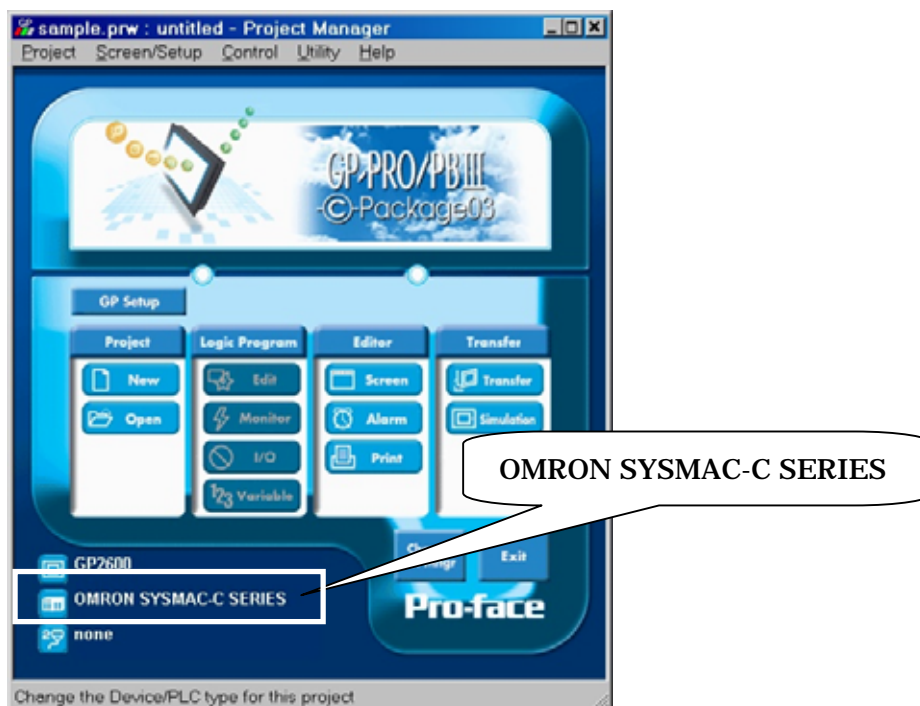 sample.prw : untitled - Project Manager
Project Screen/Setup Control Utility Help
GP-PRO/PBIII
-©-Package03
GP Setup
Project Logic Program Editor Transfer
New Edit Screen Transfer
Open Monitor Alarm Simulation
I/O Print
123 Variable
OMRON SYSMAC-C SERIES
Exit
GP2600
OMRON SYSMAC-C SERIES
Pro-face
none
Change the Device/PLC type for this project